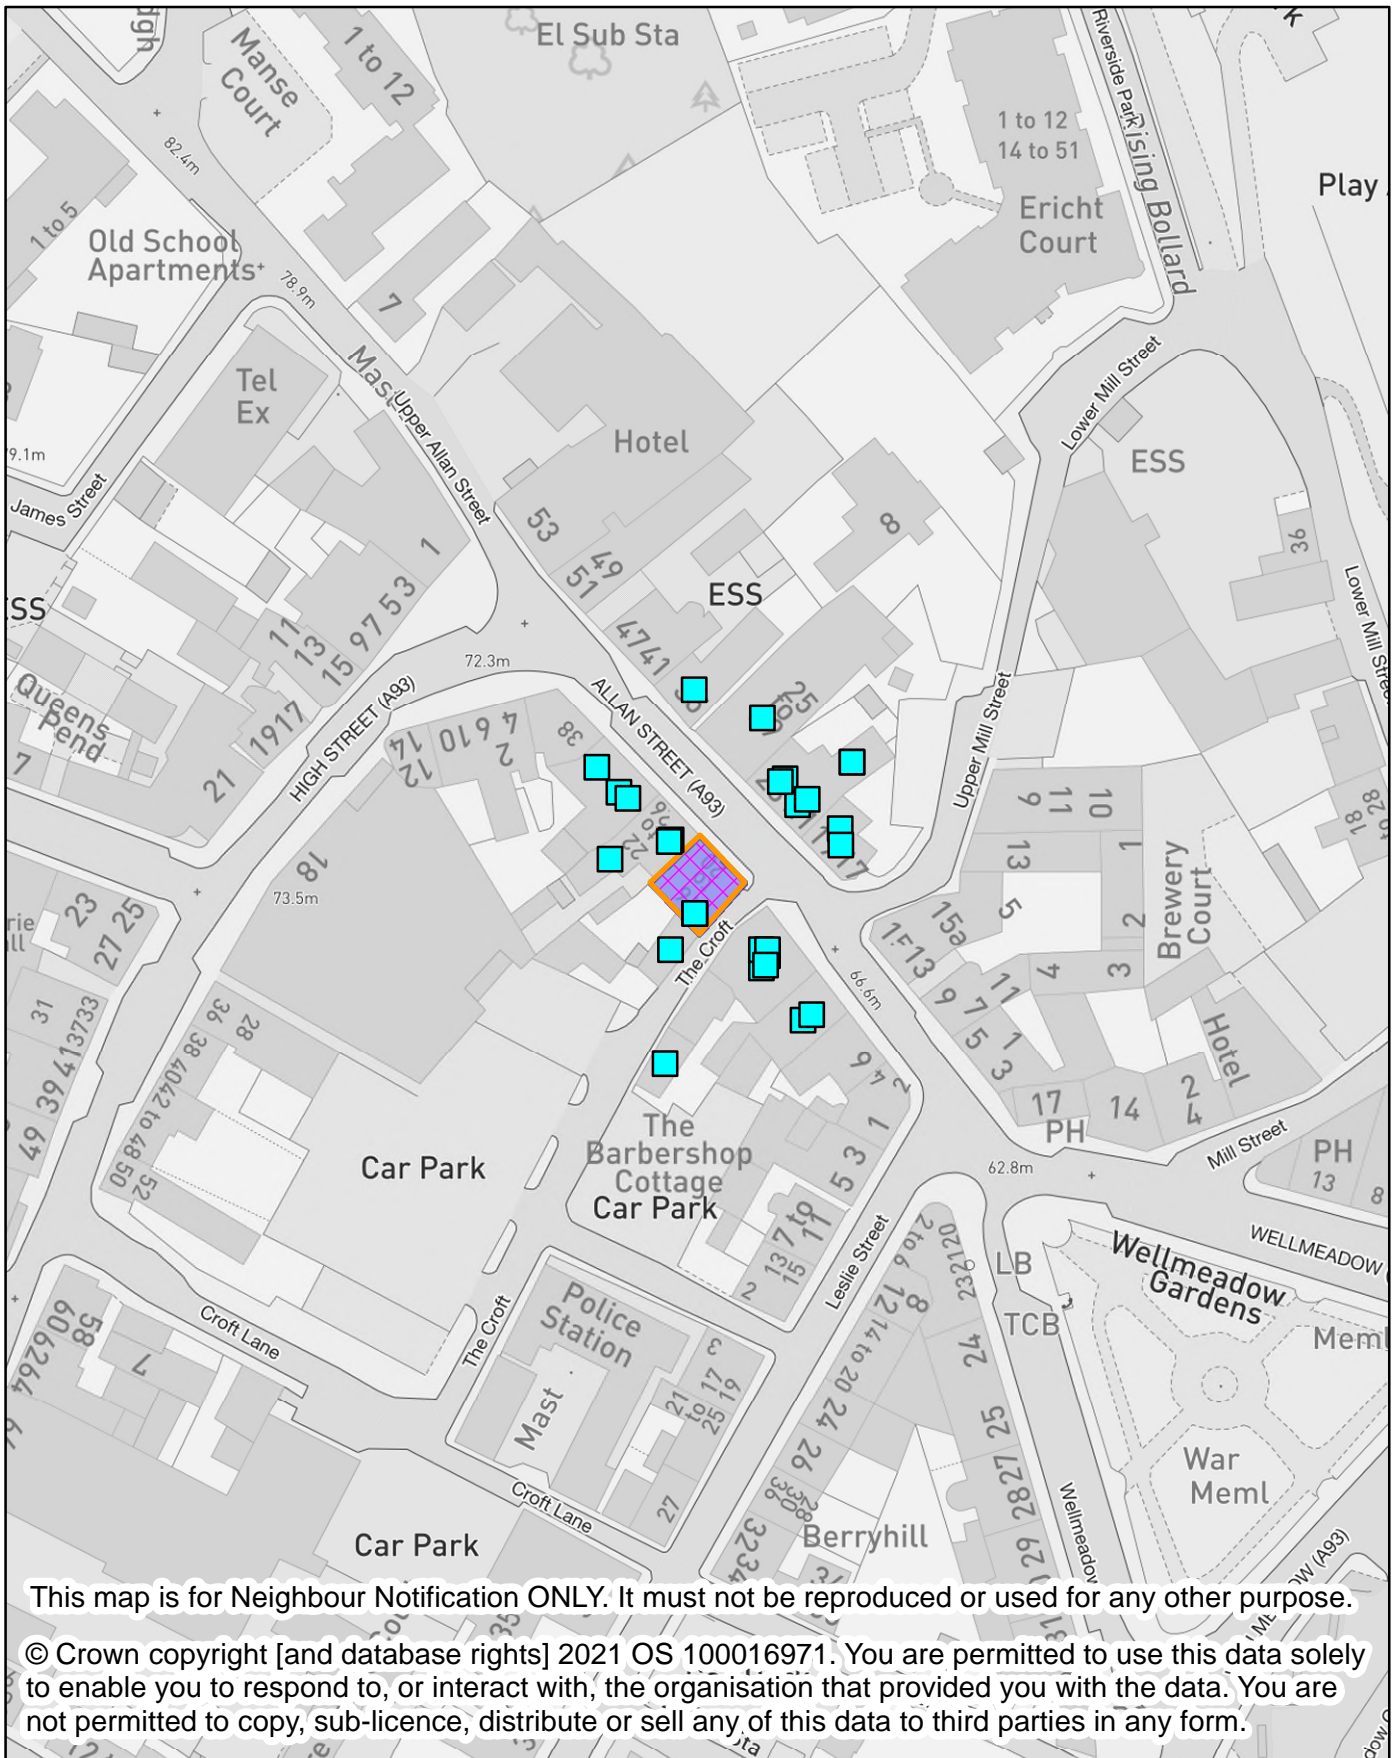 El Sub Sta
1 to 12
Manse
Court
Riverside Park
Rising Bollard
1 to 12
14 to 51
82.4m
Play
Ericht
Court
1 to 5
Old School
Apartments
78.9m
7
Lower Mill Street
Tel
Ex
Upper Allan Street
Hotel
ESS
James Street
53
8
36
49
51
1
3
5
7
9
ESS
Lower Mill Street
11
13
15
47
41
72.3m
Queens
Pend
HIGH STREET (A93)
ALLAN STREET (A93)
25
Upper Mill Street
19
17
14
12
10
6
4
2
38
7
21
9
11
10
28
18
18
22
17
13
1
73.5m
23
25
27
The Croft
15a
5
2
Brewery
Court
15
13
31
66.6m
11
4
3
9
7
33
37
41
39
36
28
38
40
42 to 48
5
1
3
Hotel
6
4
2
49
50
52
The
Barbershop
Cottage
1
3
5
17
14
2
4
PH
Mill Street
PH
13
8
Car Park
Car Park
62.8m
7 to
11
13
15
2
Leslie Street
2 to 6
8
12
14 to 20
LB
TCB
WELLMEADOW
Wellmeadow
Gardens
Meml
60
58
62
64
7
Croft Lane
The Croft
Police
Station
Mast
3
17
19
21
to
25
24
24
25
26
27
War
Meml
Croft Lane
27
28
Wellmeadow
29
Berryhill
32
34
Car Park
This map is for Neighbour Notification ONLY. It must not be reproduced or used for any other purpose.
© Crown copyright [and database rights] 2021 OS 100016971. You are permitted to use this data solely
to enable you to respond to, or interact with, the organisation that provided you with the data. You are
not permitted to copy, sub-licence, distribute or sell any of this data to third parties in any form.